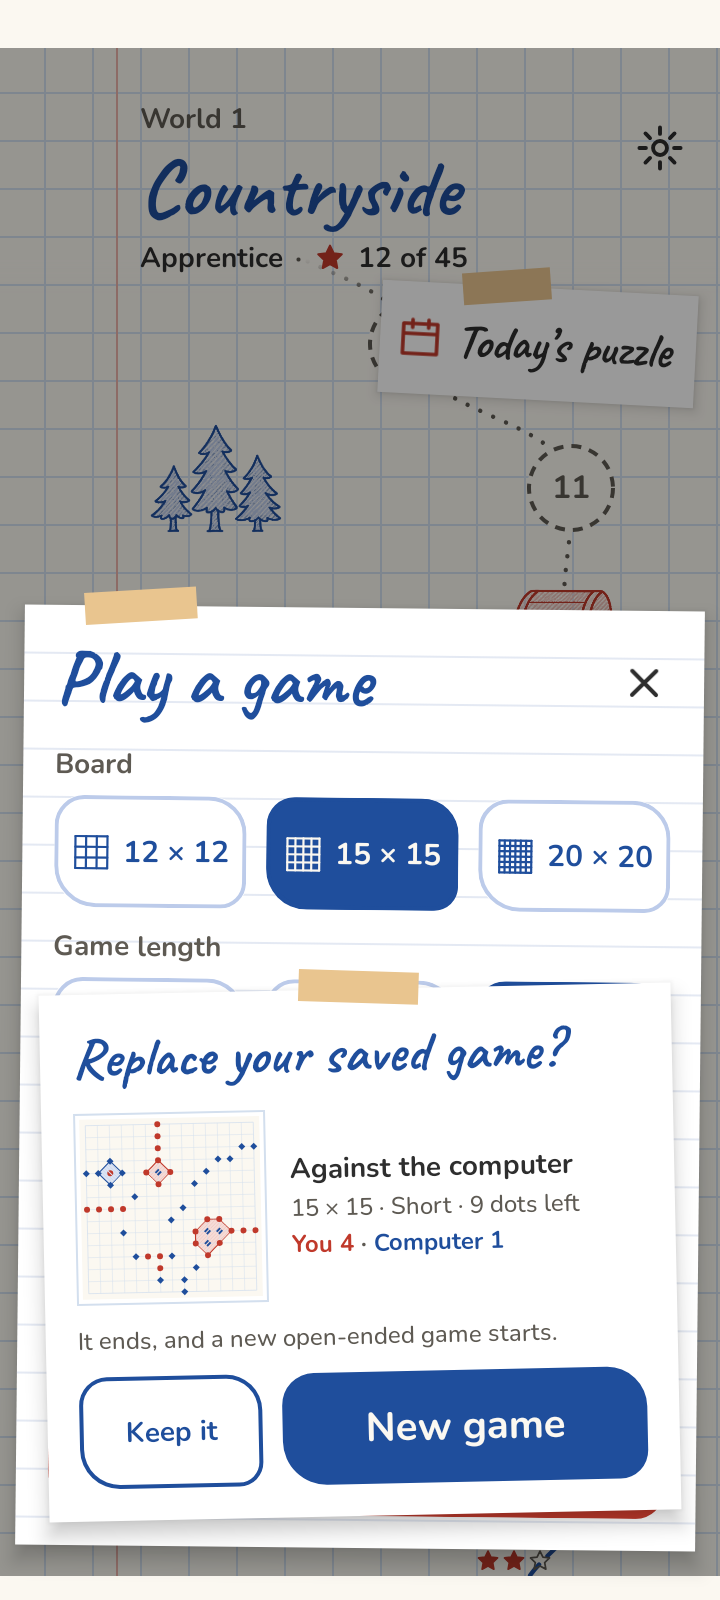 World 1
Countryside
Apprentice · 12 of 45
Today's puzzle
11
Play a game
Board
12 × 12
15 × 15
20 × 20
Game length
Replace your saved game?
Against the computer
15 × 15 · Short · 9 dots left
You 4 · Computer 1
It ends, and a new open-ended game starts.
Keep it
New game